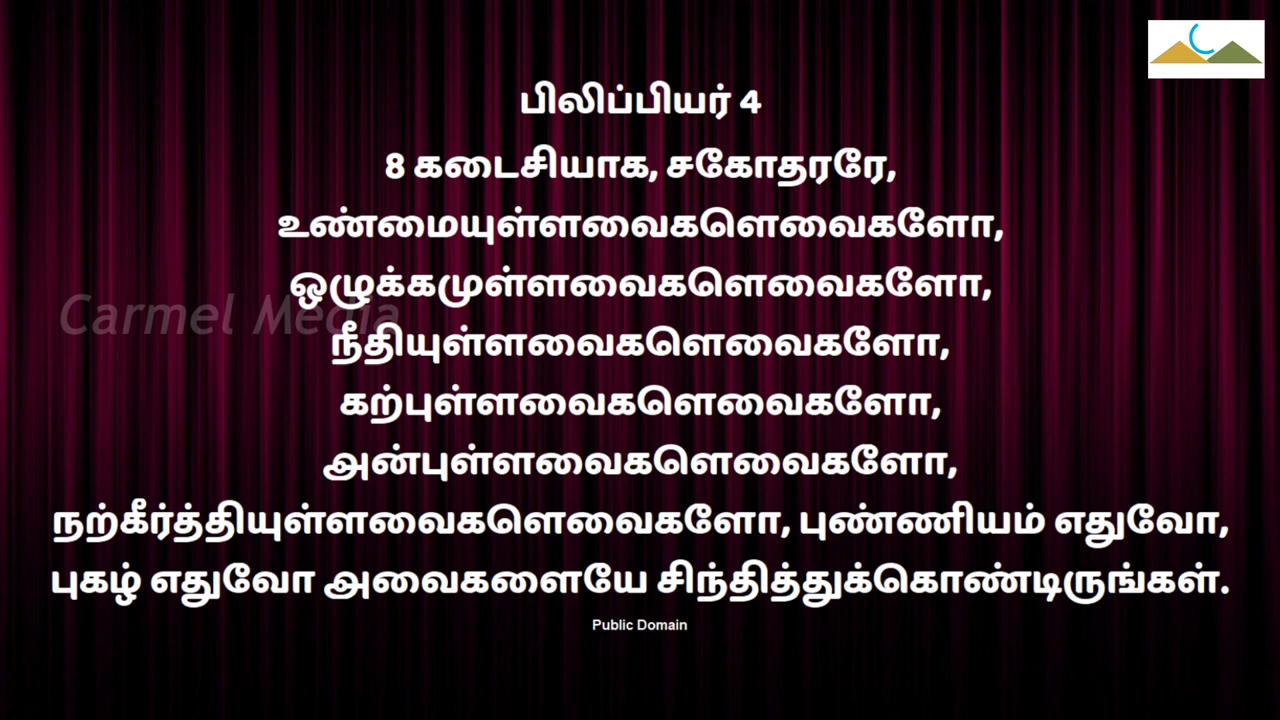 பிலிப்பியர் 4
8 கடைசியாக, சகோதரரே,
உண்மையுள்ளவைகளெவைகளோ,
ஒழுக்கமுள்ளவைகளெவைகளோ,
Carmel Media
நீதியுள்ளவைகளெவைகளோ,
கற்புள்ளவைகளெவைகளோ,
அன்புள்ளவைகளெவைகளோ,
நற்கீர்த்தியுள்ளவைகளெவைகளோ, புண்ணியம் எதுவோ,
புகழ் எதுவோ அவைகளையே சிந்தித்துக்கொண்டிருங்கள்.
Public Domain